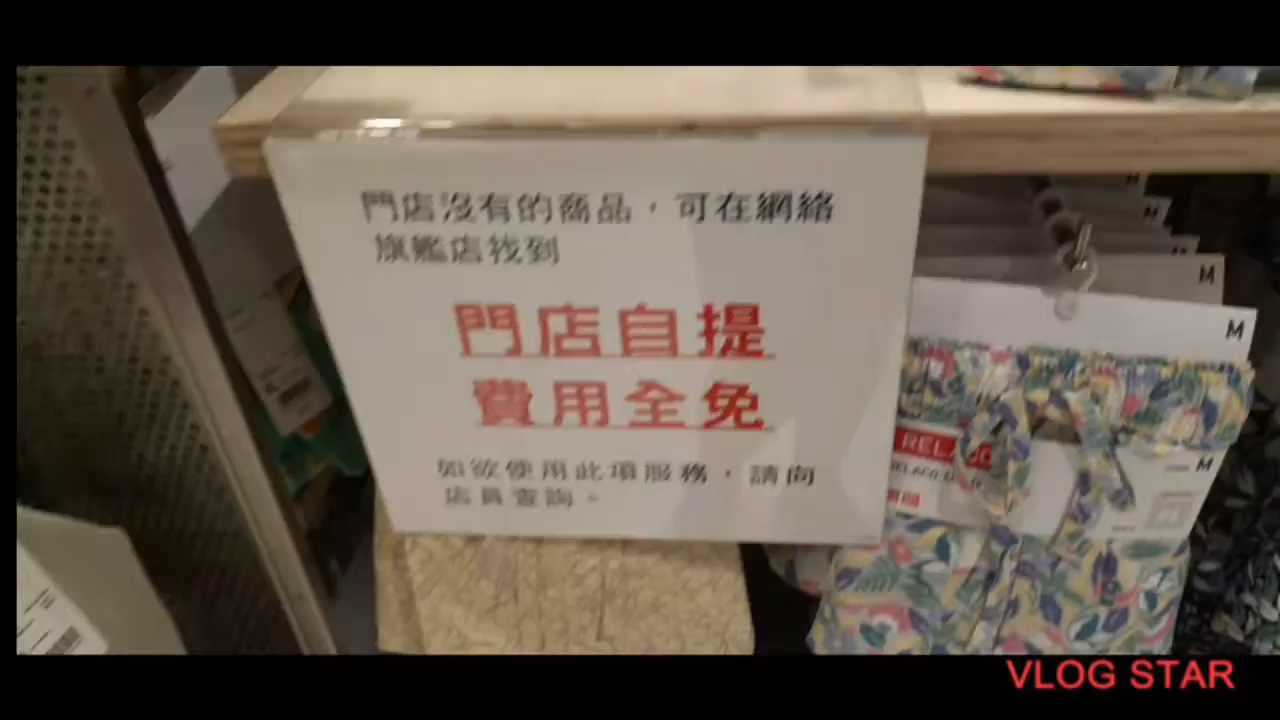 門店沒有的商品，可在網絡
旗艦店找到
門店自提
費用全免
如欲使用此項服務，請向
店員查詢。
M
M
M
VLOG STAR